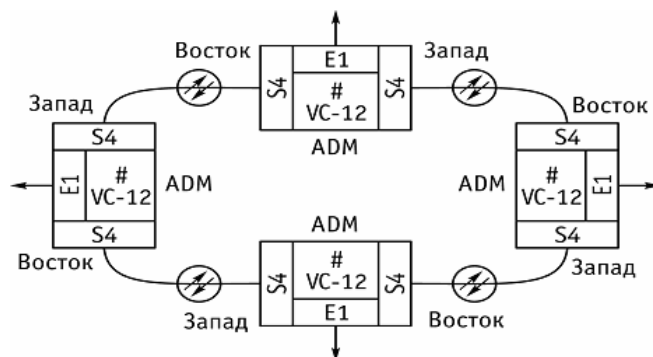 Восток
Запад
E1
S4
#
VC-12
S4
ADM
Запад
Восток
S4
E1
#
VC-12
ADM
S4
Восток
S4
ADM
#
VC-12
E1
S4
Запад
ADM
S4
#
VC-12
E1
S4
Запад
Восток